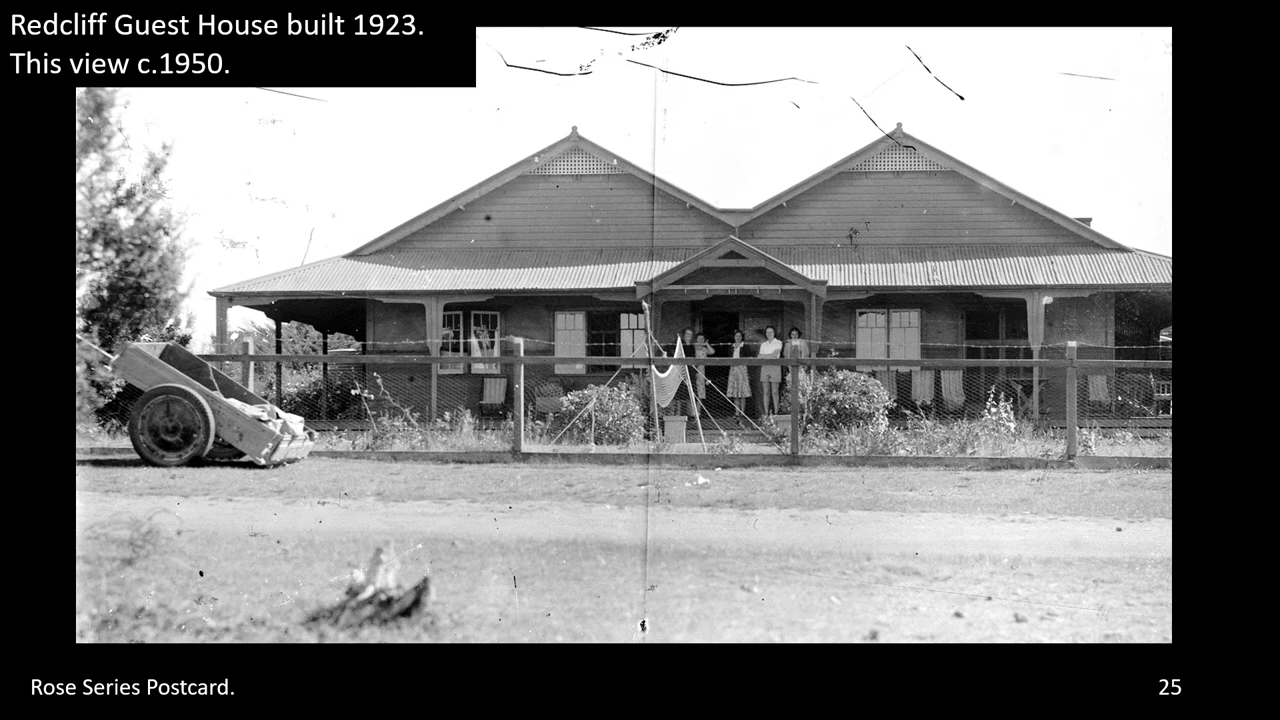 Redcliff Guest House built 1923.
This view c.1950.
Rose Series Postcard.
25